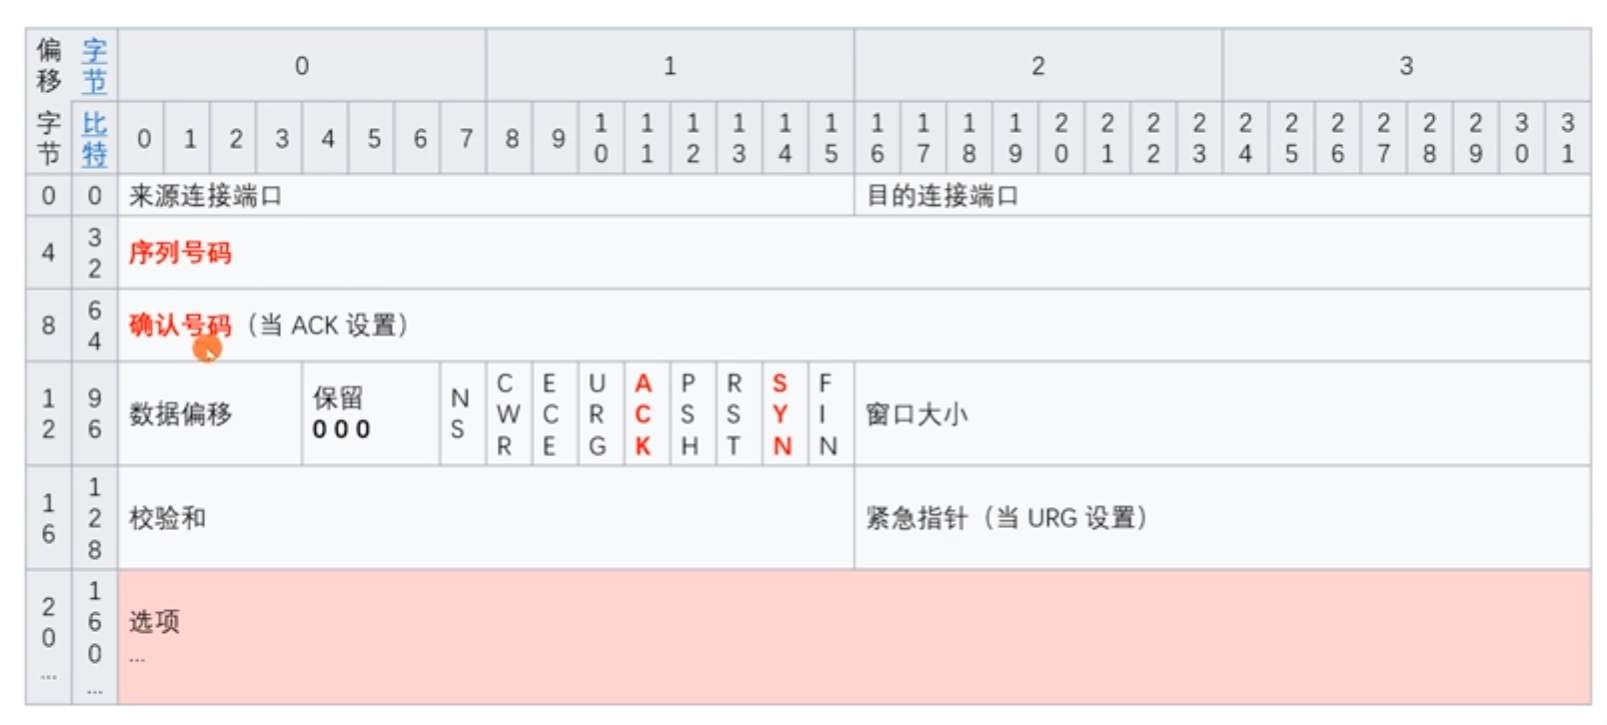 偏移 字节 0 1 2 3
字节 比特 0 1 2 3 4 5 6 7 8 9 10 11 12 13 14 15 16 17 18 19 20 21 22 23 24 25 26 27 28 29 30 31
0 0 来源连接端口 目的连接端口
4 32 序列号码
8 64 确认号码（当 ACK 设置）
12 96 数据偏移 保留 000 NS CWR ECE URG ACK PSH RST SYN FIN 窗口大小
16 128 校验和 紧急指针（当 URG 设置）
20 160 选项
... ... ...